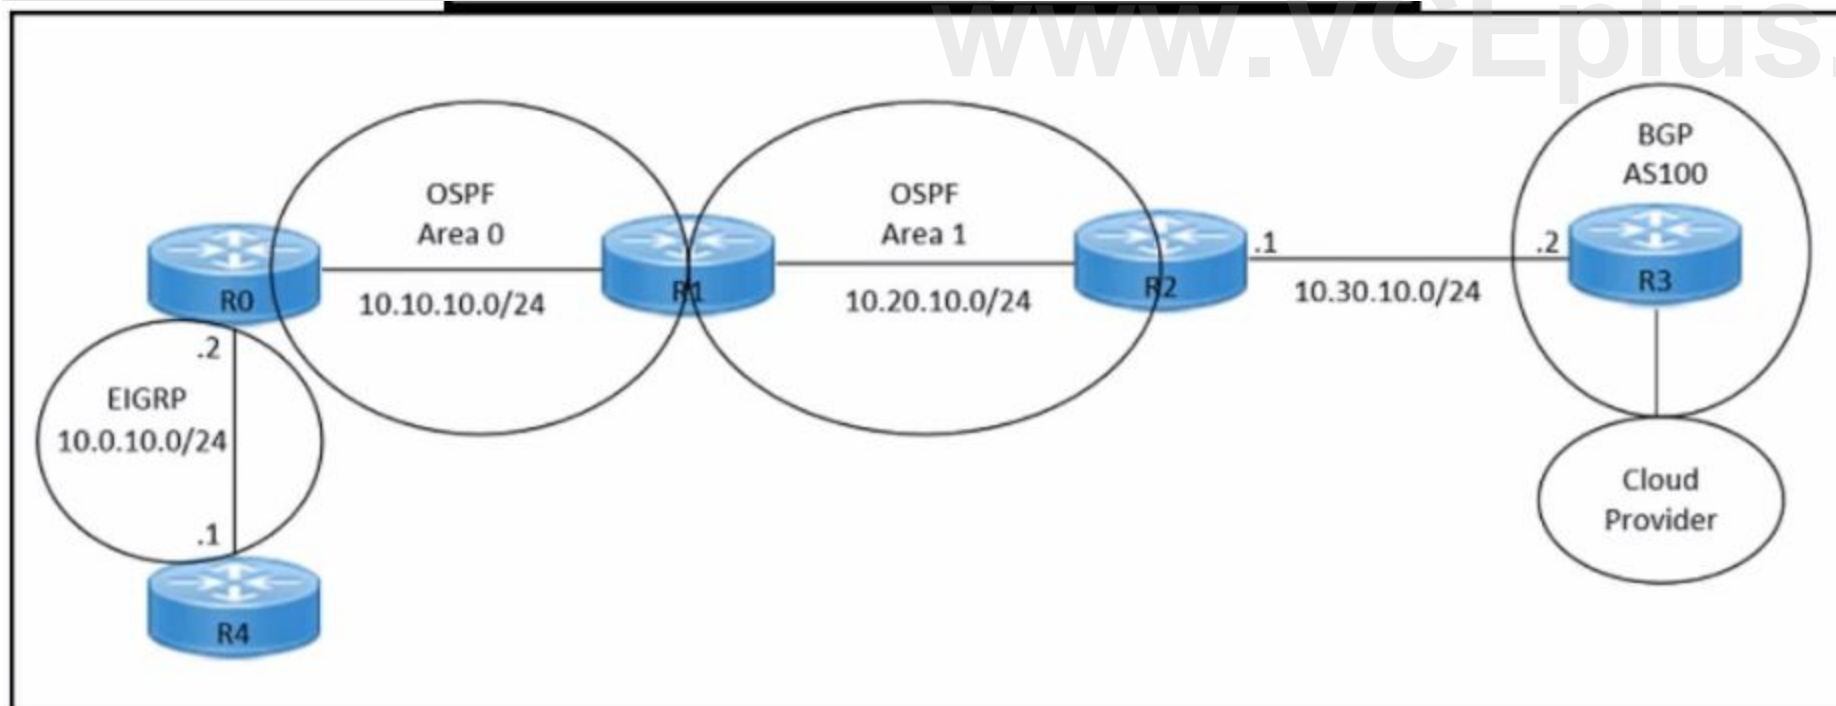 www.VCEplus.
BGP
AS100
OSPF
Area 0
OSPF
Area 1
.1
.2
R0
10.10.10.0/24
R1
10.20.10.0/24
R2
10.30.10.0/24
R3
.2
EIGRP
10.0.10.0/24
.1
R4
Cloud
Provider